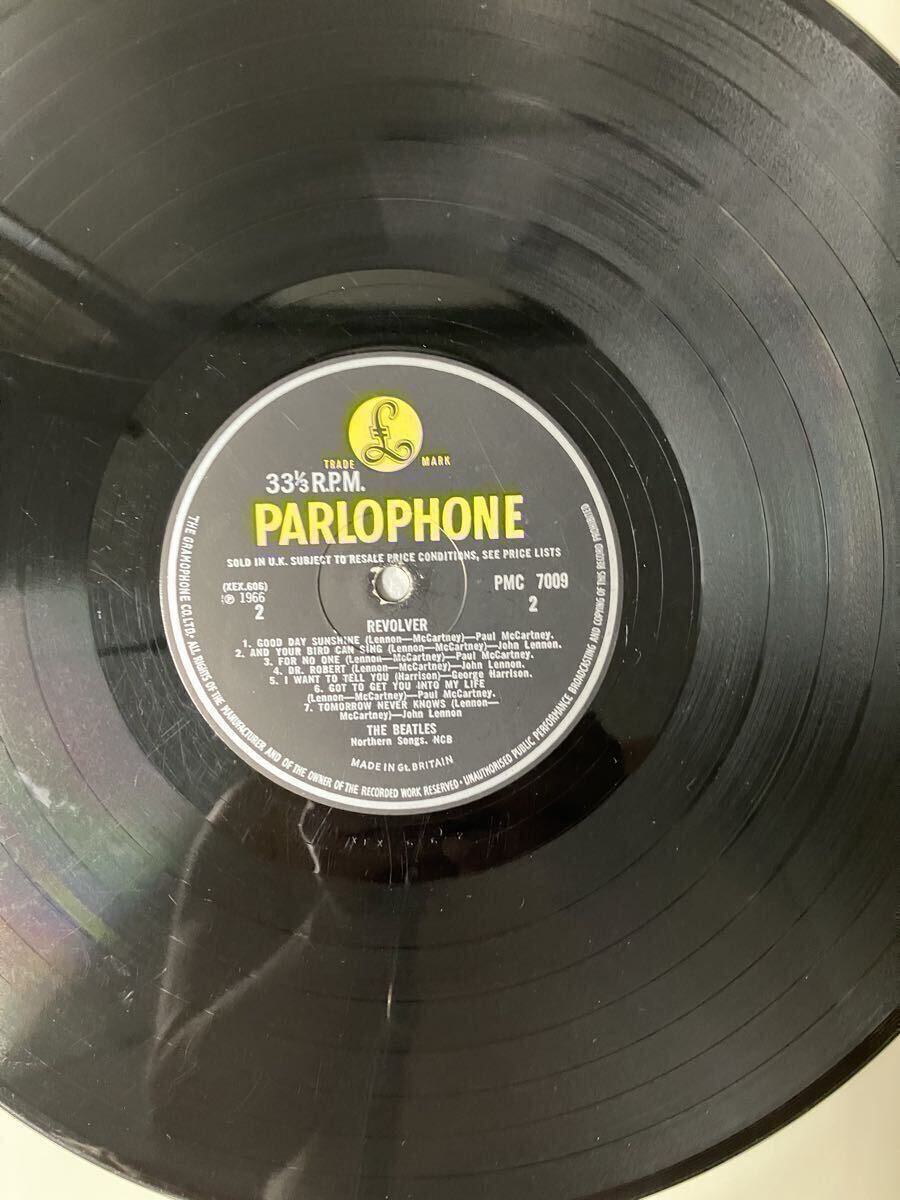 £
TRADE MARK
33⅓ R.P.M.
PARLOPHONE
SOLD IN U.K. SUBJECT TO RESALE PRICE CONDITIONS, SEE PRICE LISTS
(XEX.606)
℗ 1966
2
PMC 7009
2
REVOLVER
1. GOOD DAY SUNSHINE (Lennon—McCartney)—Paul McCartney.
2. AND YOUR BIRD CAN SING (Lennon—McCartney)—John Lennon.
3. FOR NO ONE (Lennon—McCartney)—Paul McCartney.
4. DR. ROBERT (Lennon—McCartney)—John Lennon.
5. I WANT TO TELL YOU (Harrison)—George Harrison.
6. GOT TO GET YOU INTO MY LIFE
(Lennon—McCartney)—Paul McCartney.
7. TOMORROW NEVER KNOWS (Lennon—
McCartney)—John Lennon
THE BEATLES
Northern Songs. NCB
MADE IN Gt. BRITAIN
THE GRAMOPHONE CO. LTD. ALL RIGHTS OF THE MANUFACTURER AND OF THE OWNER OF THE RECORDED WORK RESERVED • UNAUTHORISED PUBLIC PERFORMANCE BROADCASTING AND COPYING OF THIS RECORD PROHIBITED